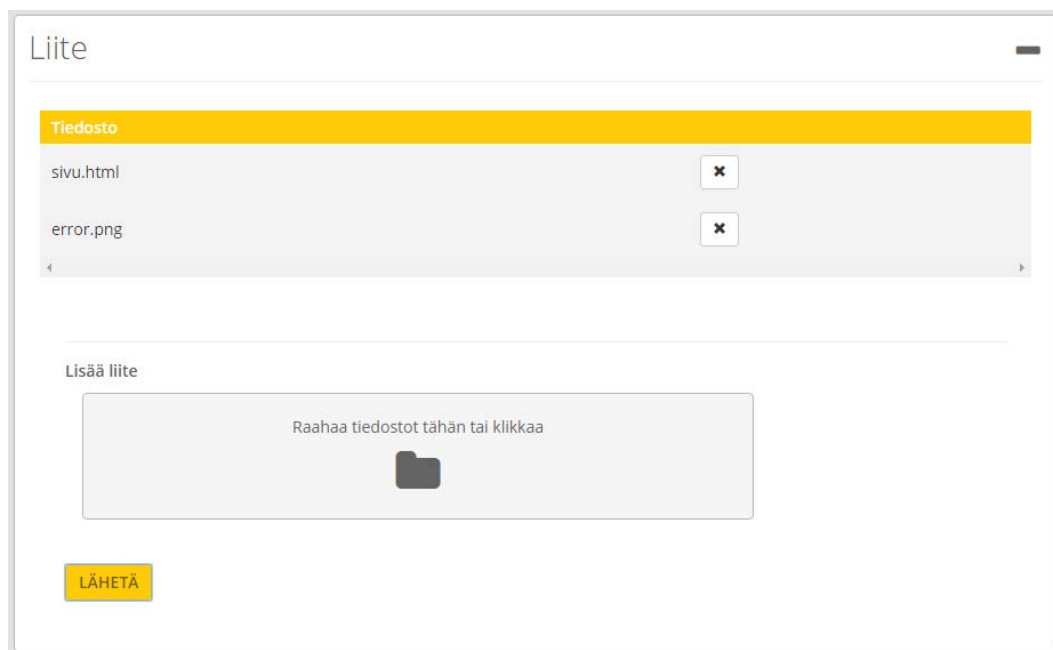 Liite
Tiedosto
sivu.html
error.png
Lisää liite
Raahaa tiedostot tähän tai klikkaa
LÄHETÄ